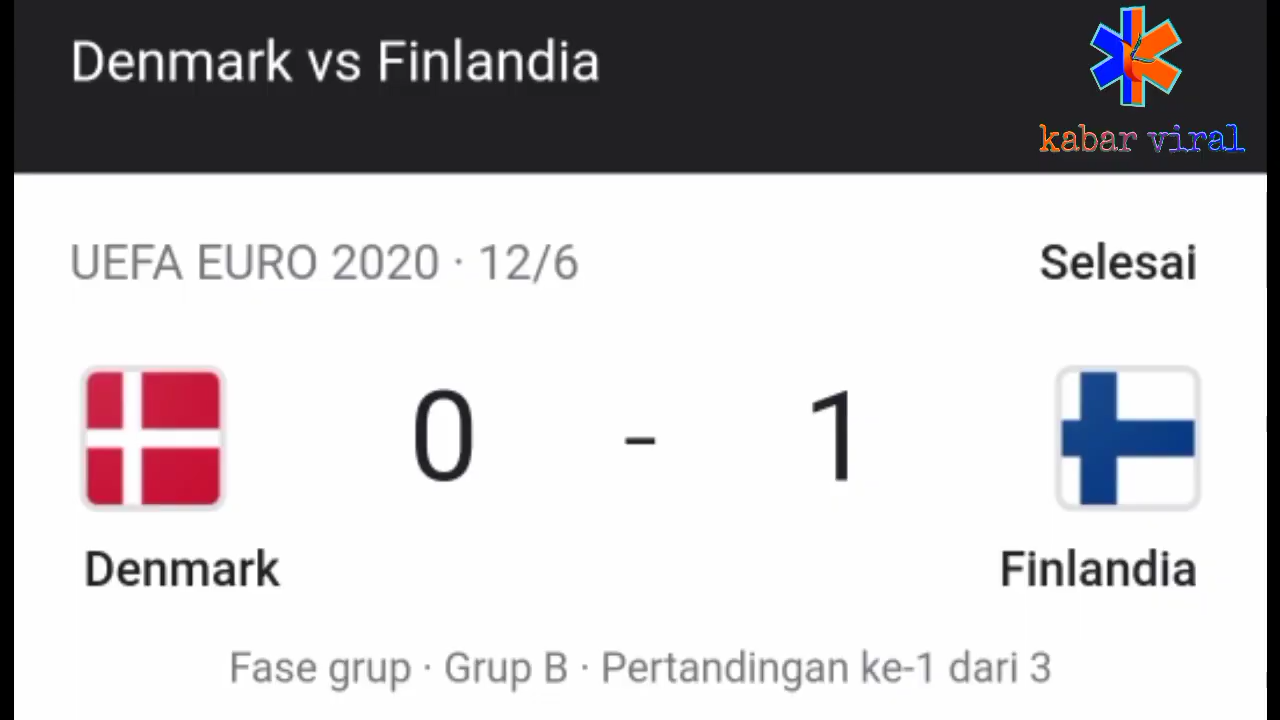 Denmark vs Finlandia
kabar viral
UEFA EURO 2020 · 12/6
Selesai
0 - 1
Denmark
Finlandia
Fase grup · Grup B · Pertandingan ke-1 dari 3